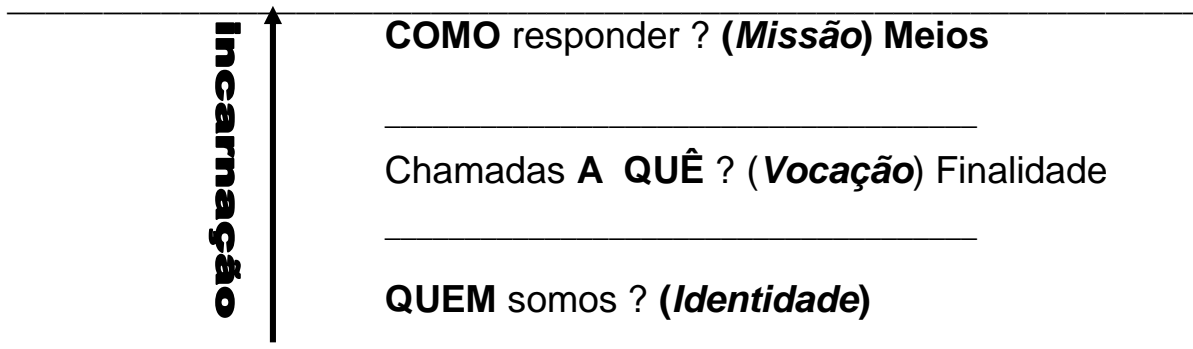 incarnação
COMO responder ? (Missão) Meios
Chamadas A QUÊ ? (Vocação) Finalidade
QUEM somos ? (Identidade)